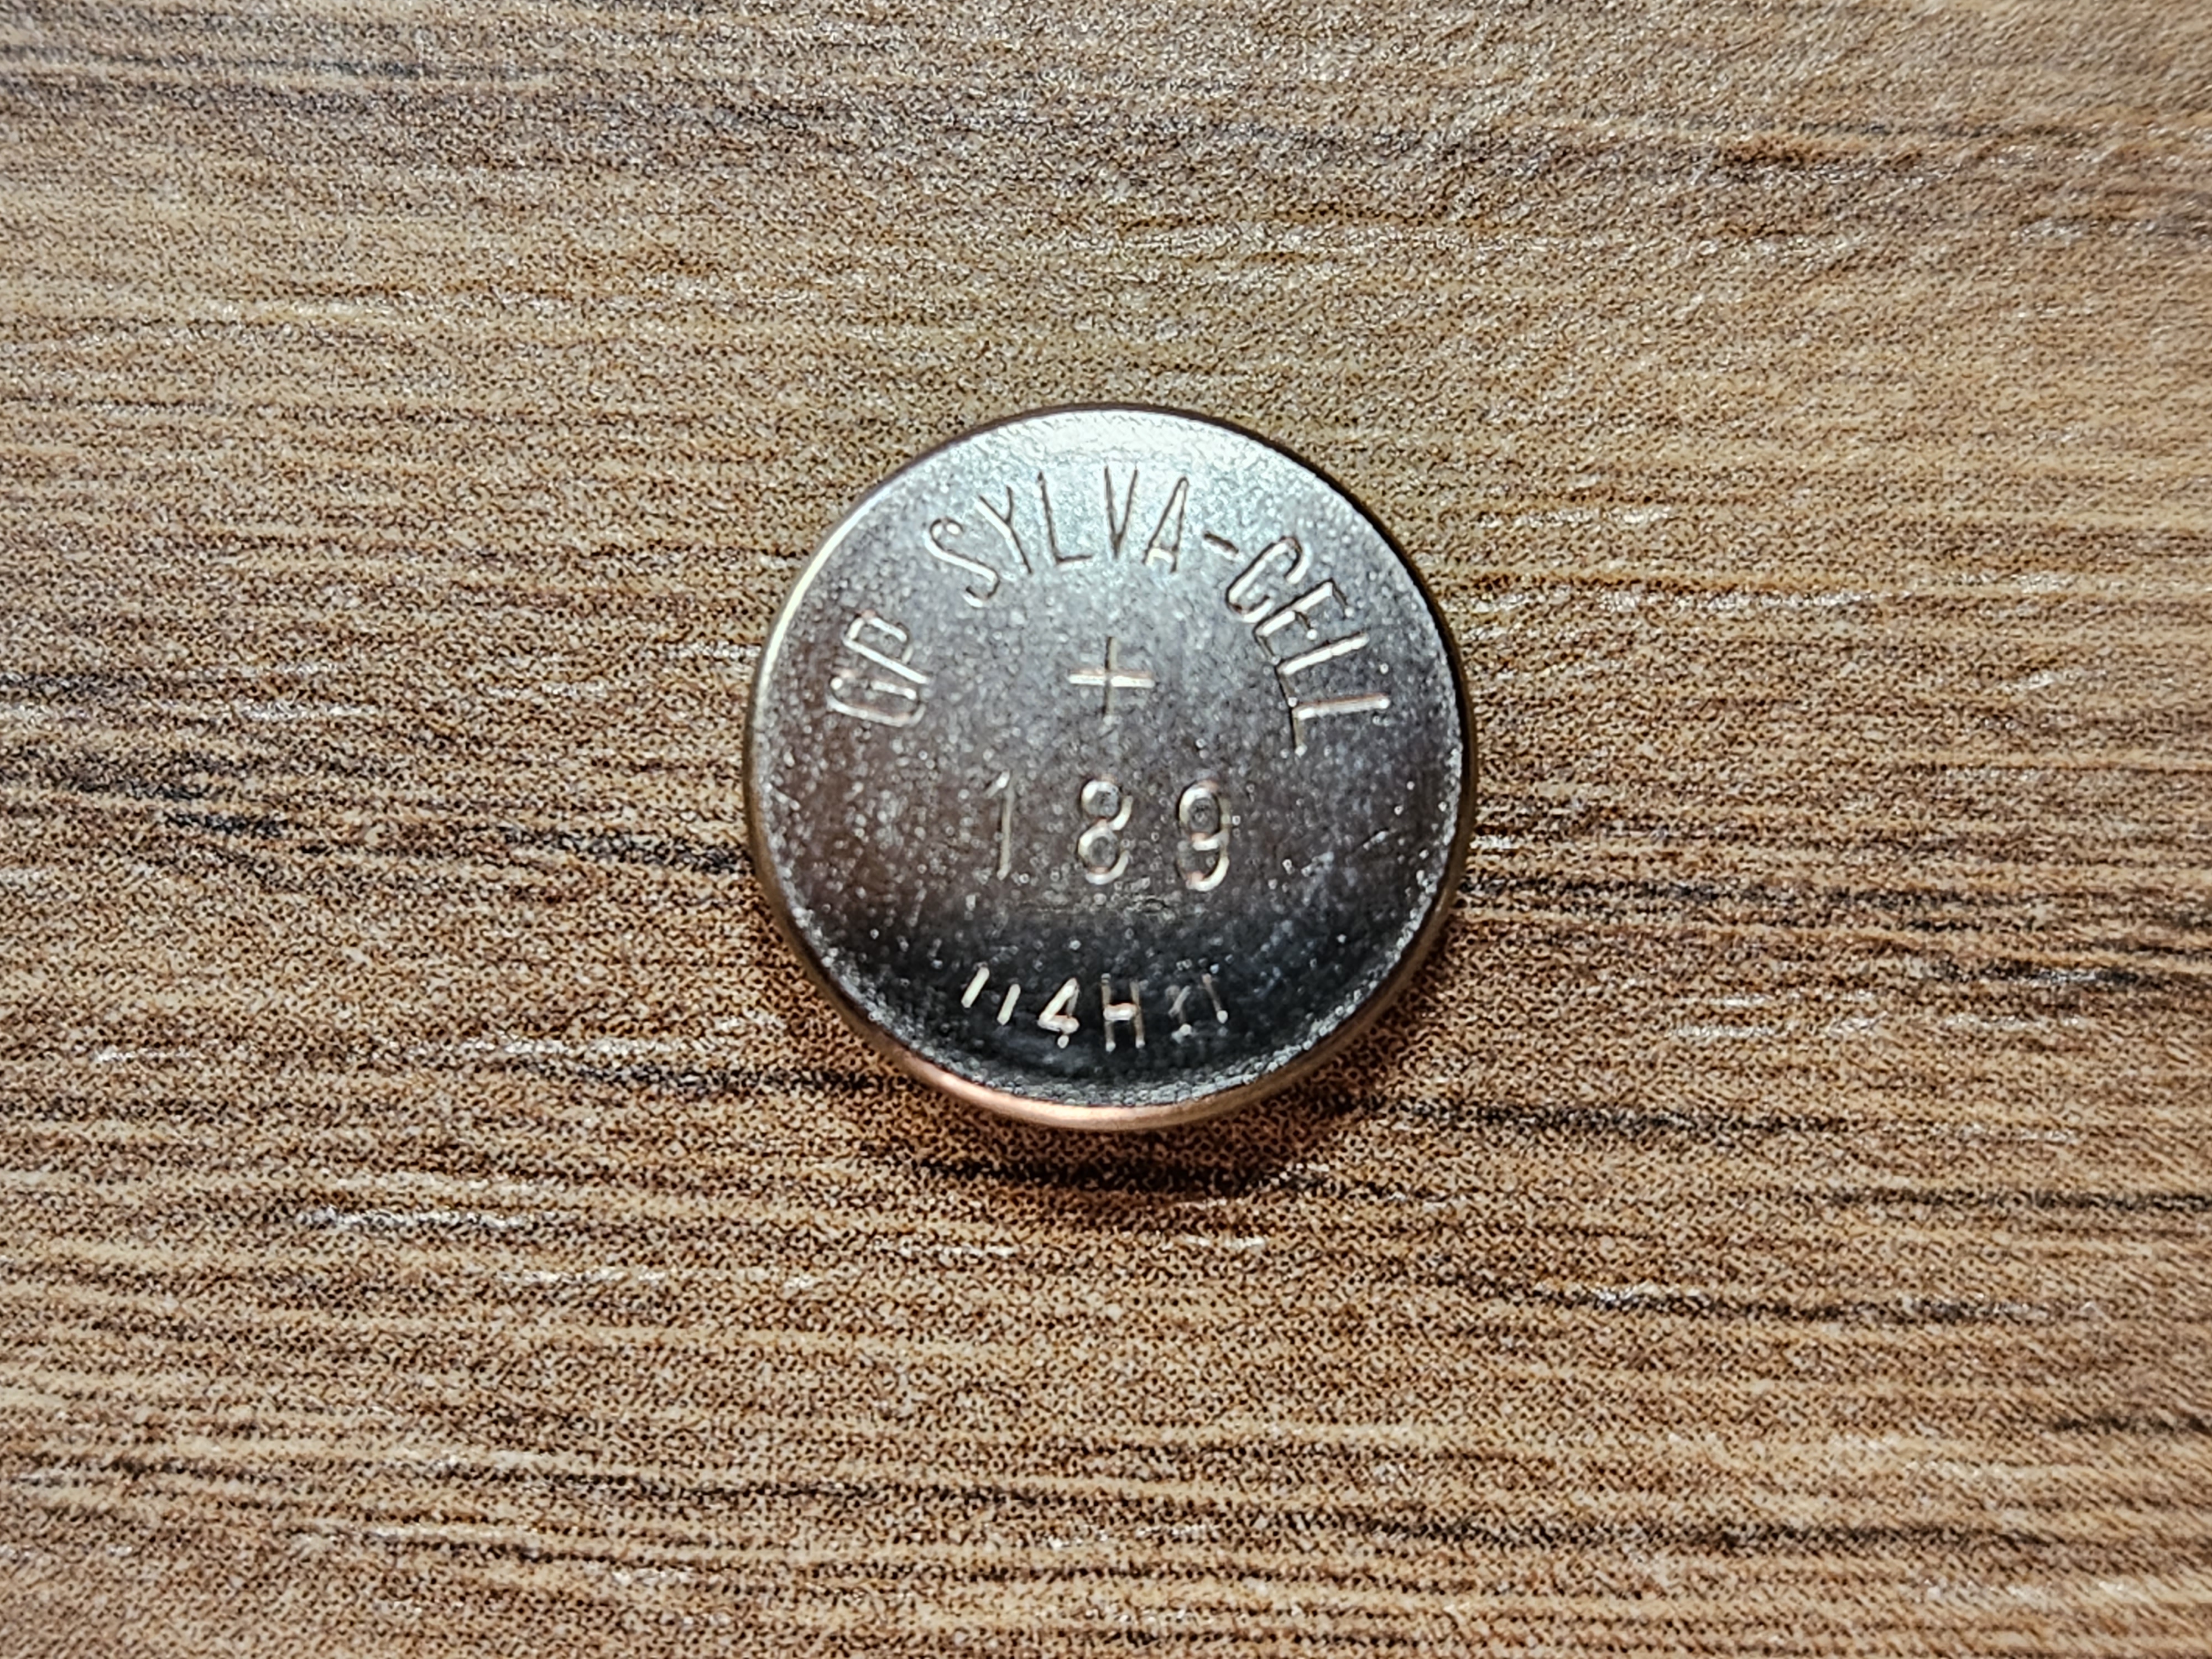 GP SYLVA-CELL
+
189